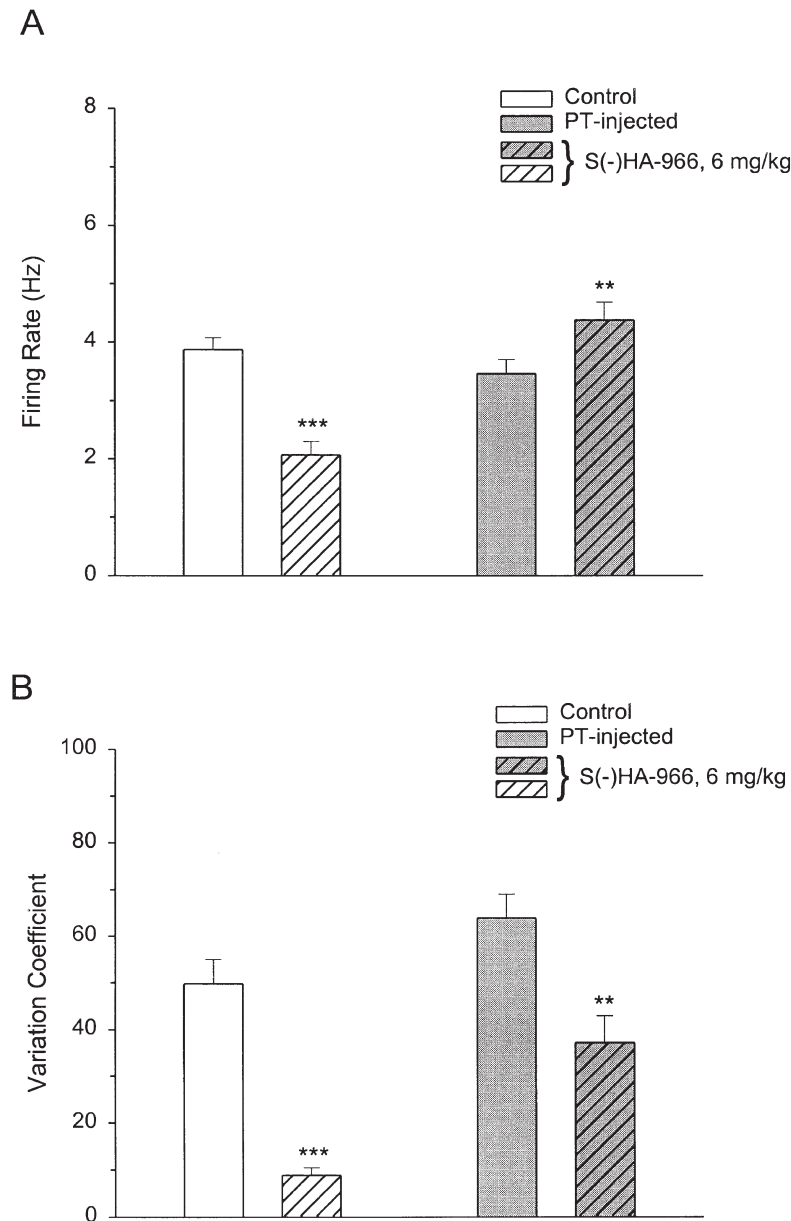 A
8
6
4
2
0
Firing Rate (Hz)
Control
PT-injected
} S(-)HA-966, 6 mg/kg
***
**
B
100
80
60
40
20
0
Variation Coefficient
Control
PT-injected
} S(-)HA-966, 6 mg/kg
***
**